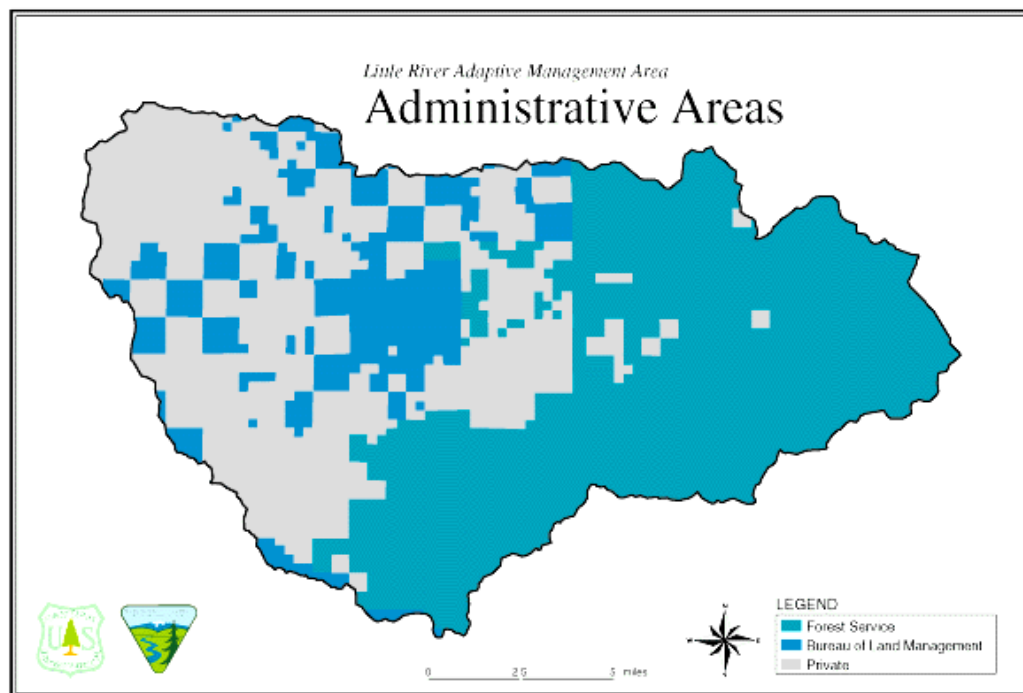 Little River Adaptive Management Area
Administrative Areas
LEGEND
Forest Service
Bureau of Land Management
Private
0 2.5 5 miles
N
U S